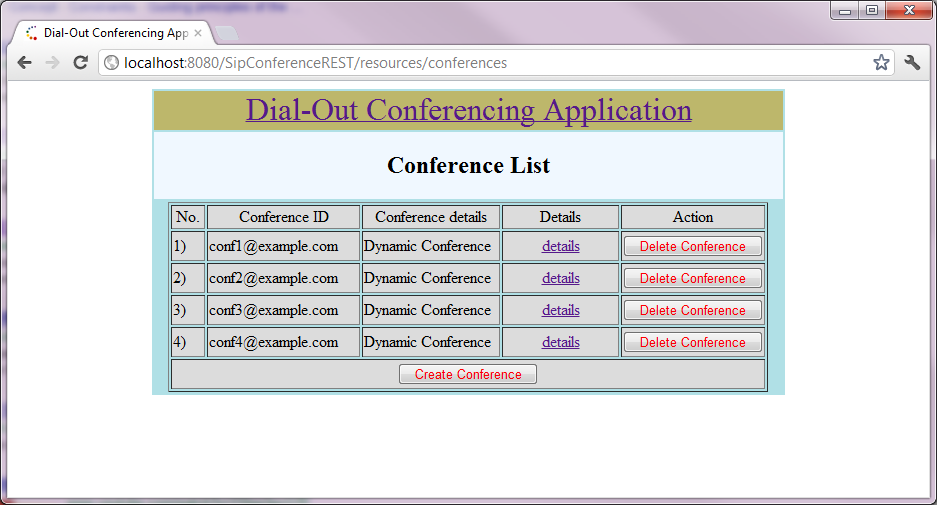 Dial-Out Conferencing App
localhost:8080/SipConferenceREST/resources/conferences
Dial-Out Conferencing Application
Conference List
No. Conference ID Conference details Details Action
1) conf1@example.com Dynamic Conference details Delete Conference
2) conf2@example.com Dynamic Conference details Delete Conference
3) conf3@example.com Dynamic Conference details Delete Conference
4) conf4@example.com Dynamic Conference details Delete Conference
Create Conference